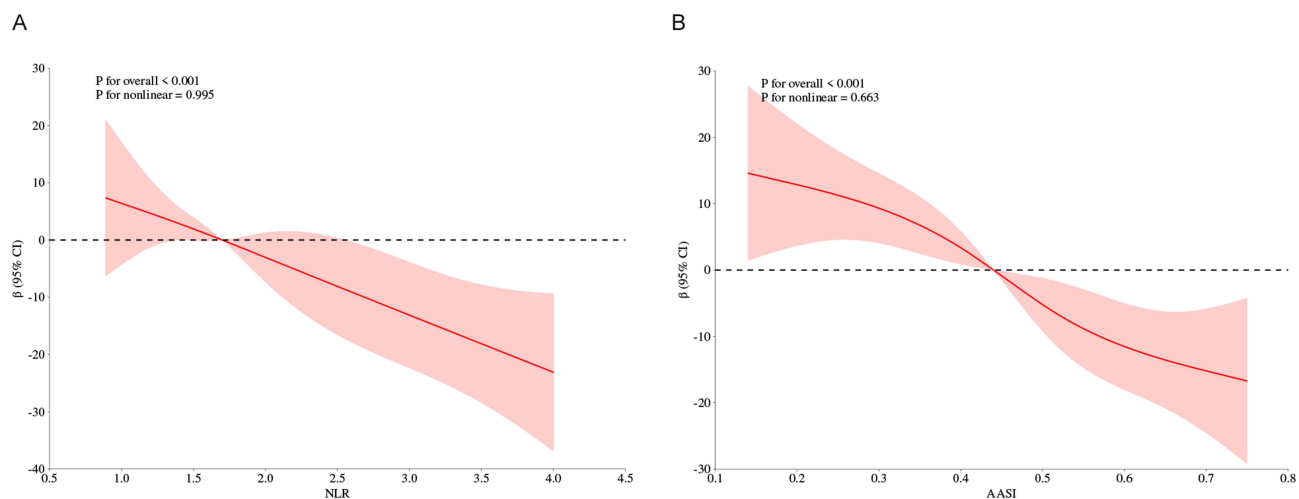 A
P for overall < 0.001
P for nonlinear = 0.995
30
20
10
0
-10
-20
-30
-40
β (95% CI)
0.5 1.0 1.5 2.0 2.5 3.0 3.5 4.0 4.5
NLR
B
P for overall < 0.001
P for nonlinear = 0.663
30
20
10
0
-10
-20
-30
β (95% CI)
0.1 0.2 0.3 0.4 0.5 0.6 0.7 0.8
AASI